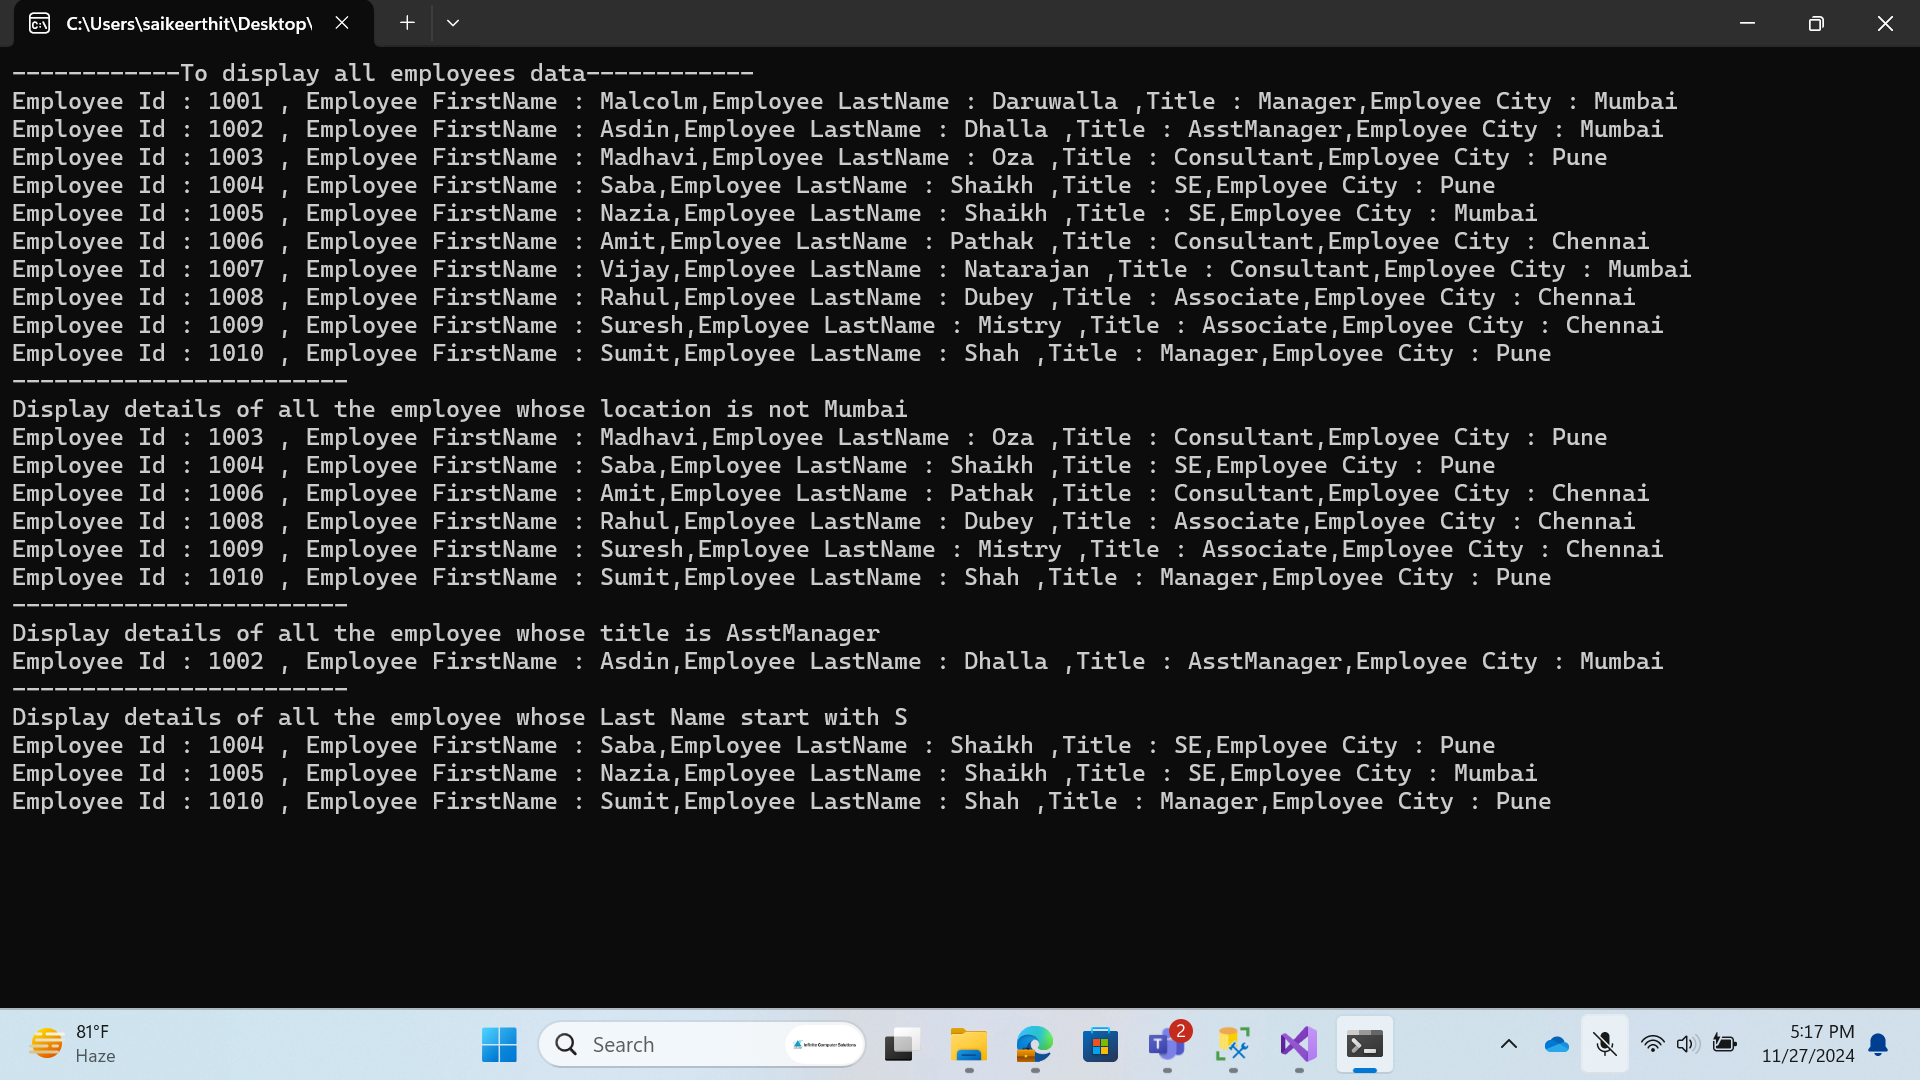 C:\Users\saikeerthit\Desktop\
------------To display all employees data------------
Employee Id : 1001 , Employee FirstName : Malcolm,Employee LastName : Daruwalla ,Title : Manager,Employee City : Mumbai
Employee Id : 1002 , Employee FirstName : Asdin,Employee LastName : Dhalla ,Title : AsstManager,Employee City : Mumbai
Employee Id : 1003 , Employee FirstName : Madhavi,Employee LastName : Oza ,Title : Consultant,Employee City : Pune
Employee Id : 1004 , Employee FirstName : Saba,Employee LastName : Shaikh ,Title : SE,Employee City : Pune
Employee Id : 1005 , Employee FirstName : Nazia,Employee LastName : Shaikh ,Title : SE,Employee City : Mumbai
Employee Id : 1006 , Employee FirstName : Amit,Employee LastName : Pathak ,Title : Consultant,Employee City : Chennai
Employee Id : 1007 , Employee FirstName : Vijay,Employee LastName : Natarajan ,Title : Consultant,Employee City : Mumbai
Employee Id : 1008 , Employee FirstName : Rahul,Employee LastName : Dubey ,Title : Associate,Employee City : Chennai
Employee Id : 1009 , Employee FirstName : Suresh,Employee LastName : Mistry ,Title : Associate,Employee City : Chennai
Employee Id : 1010 , Employee FirstName : Sumit,Employee LastName : Shah ,Title : Manager,Employee City : Pune
------------------------
Display details of all the employee whose location is not Mumbai
Employee Id : 1003 , Employee FirstName : Madhavi,Employee LastName : Oza ,Title : Consultant,Employee City : Pune
Employee Id : 1004 , Employee FirstName : Saba,Employee LastName : Shaikh ,Title : SE,Employee City : Pune
Employee Id : 1006 , Employee FirstName : Amit,Employee LastName : Pathak ,Title : Consultant,Employee City : Chennai
Employee Id : 1008 , Employee FirstName : Rahul,Employee LastName : Dubey ,Title : Associate,Employee City : Chennai
Employee Id : 1009 , Employee FirstName : Suresh,Employee LastName : Mistry ,Title : Associate,Employee City : Chennai
Employee Id : 1010 , Employee FirstName : Sumit,Employee LastName : Shah ,Title : Manager,Employee City : Pune
------------------------
Display details of all the employee whose title is AsstManager
Employee Id : 1002 , Employee FirstName : Asdin,Employee LastName : Dhalla ,Title : AsstManager,Employee City : Mumbai
------------------------
Display details of all the employee whose Last Name start with S
Employee Id : 1004 , Employee FirstName : Saba,Employee LastName : Shaikh ,Title : SE,Employee City : Pune
Employee Id : 1005 , Employee FirstName : Nazia,Employee LastName : Shaikh ,Title : SE,Employee City : Mumbai
Employee Id : 1010 , Employee FirstName : Sumit,Employee LastName : Shah ,Title : Manager,Employee City : Pune
81°F
Haze
Search
Infinite Computer Solutions
2
5:17 PM
11/27/2024